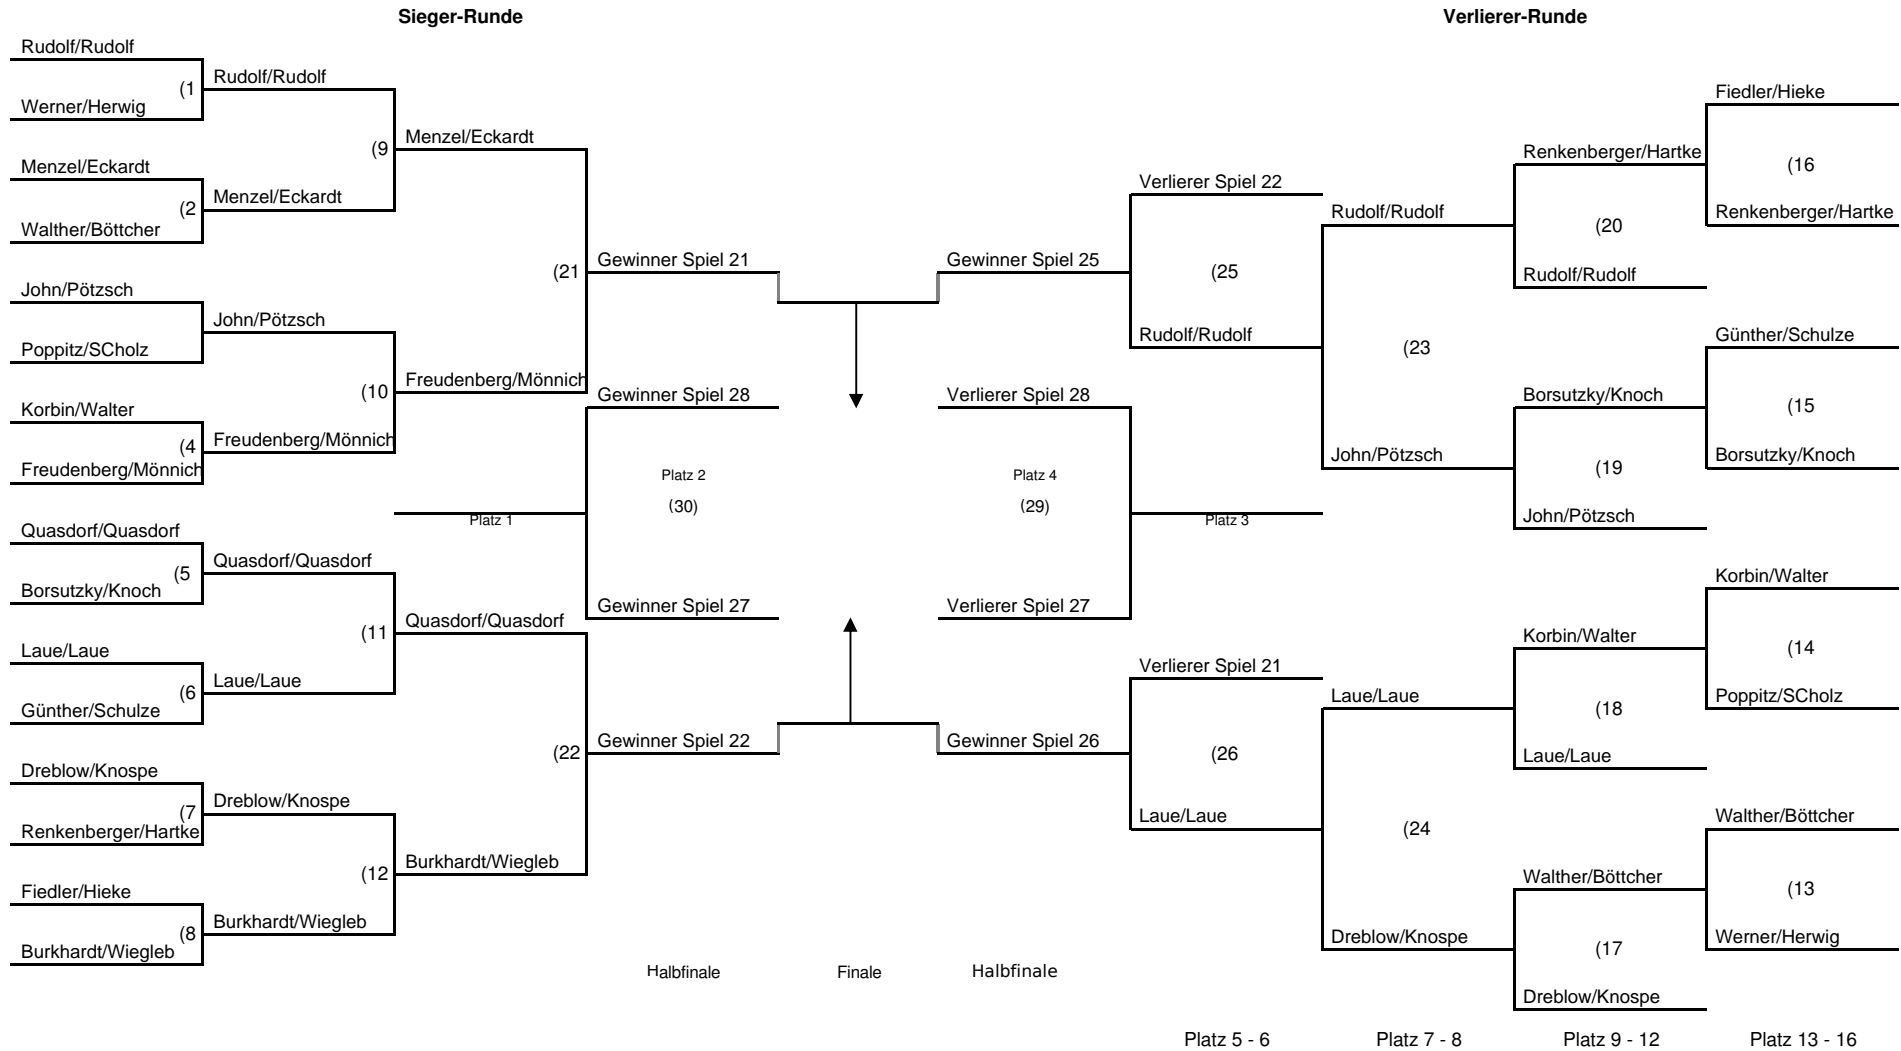 Sieger-Runde
Verlierer-Runde
Rudolf/Rudolf
(1
Werner/Herwig
Menzel/Eckardt
(2
Walther/Böttcher
John/Pötzsch
Poppitz/SCholz
Korbin/Walter
(4
Freudenberg/Mönnich
Quasdorf/Quasdorf
(5
Borsutzky/Knoch
Laue/Laue
(6
Günther/Schulze
Dreblow/Knospe
(7
Renkenberger/Hartke
Fiedler/Hieke
(8
Burkhardt/Wiegleb
Rudolf/Rudolf
(9
Menzel/Eckardt
John/Pötzsch
(10
Freudenberg/Mönnich
Quasdorf/Quasdorf
(11
Laue/Laue
Dreblow/Knospe
(12
Burkhardt/Wiegleb
Menzel/Eckardt
(21
Freudenberg/Mönnich
Platz 1
Quasdorf/Quasdorf
(22
Burkhardt/Wiegleb
Gewinner Spiel 21
Gewinner Spiel 28
Platz 2
(30)
Gewinner Spiel 27
Gewinner Spiel 22
Halbfinale
Finale
Halbfinale
Gewinner Spiel 25
Verlierer Spiel 28
Platz 4
(29)
Verlierer Spiel 27
Gewinner Spiel 26
Verlierer Spiel 22
(25
Rudolf/Rudolf
Platz 3
Verlierer Spiel 21
(26
Laue/Laue
Rudolf/Rudolf
(23
John/Pötzsch
Laue/Laue
(24
Dreblow/Knospe
Renkenberger/Hartke
(20
Rudolf/Rudolf
Borsutzky/Knoch
(19
John/Pötzsch
Korbin/Walter
(18
Laue/Laue
Walther/Böttcher
(17
Dreblow/Knospe
Fiedler/Hieke
(16
Renkenberger/Hartke
Günther/Schulze
(15
Borsutzky/Knoch
Korbin/Walter
(14
Poppitz/SCholz
Walther/Böttcher
(13
Werner/Herwig
Platz 5 - 6
Platz 7 - 8
Platz 9 - 12
Platz 13 - 16